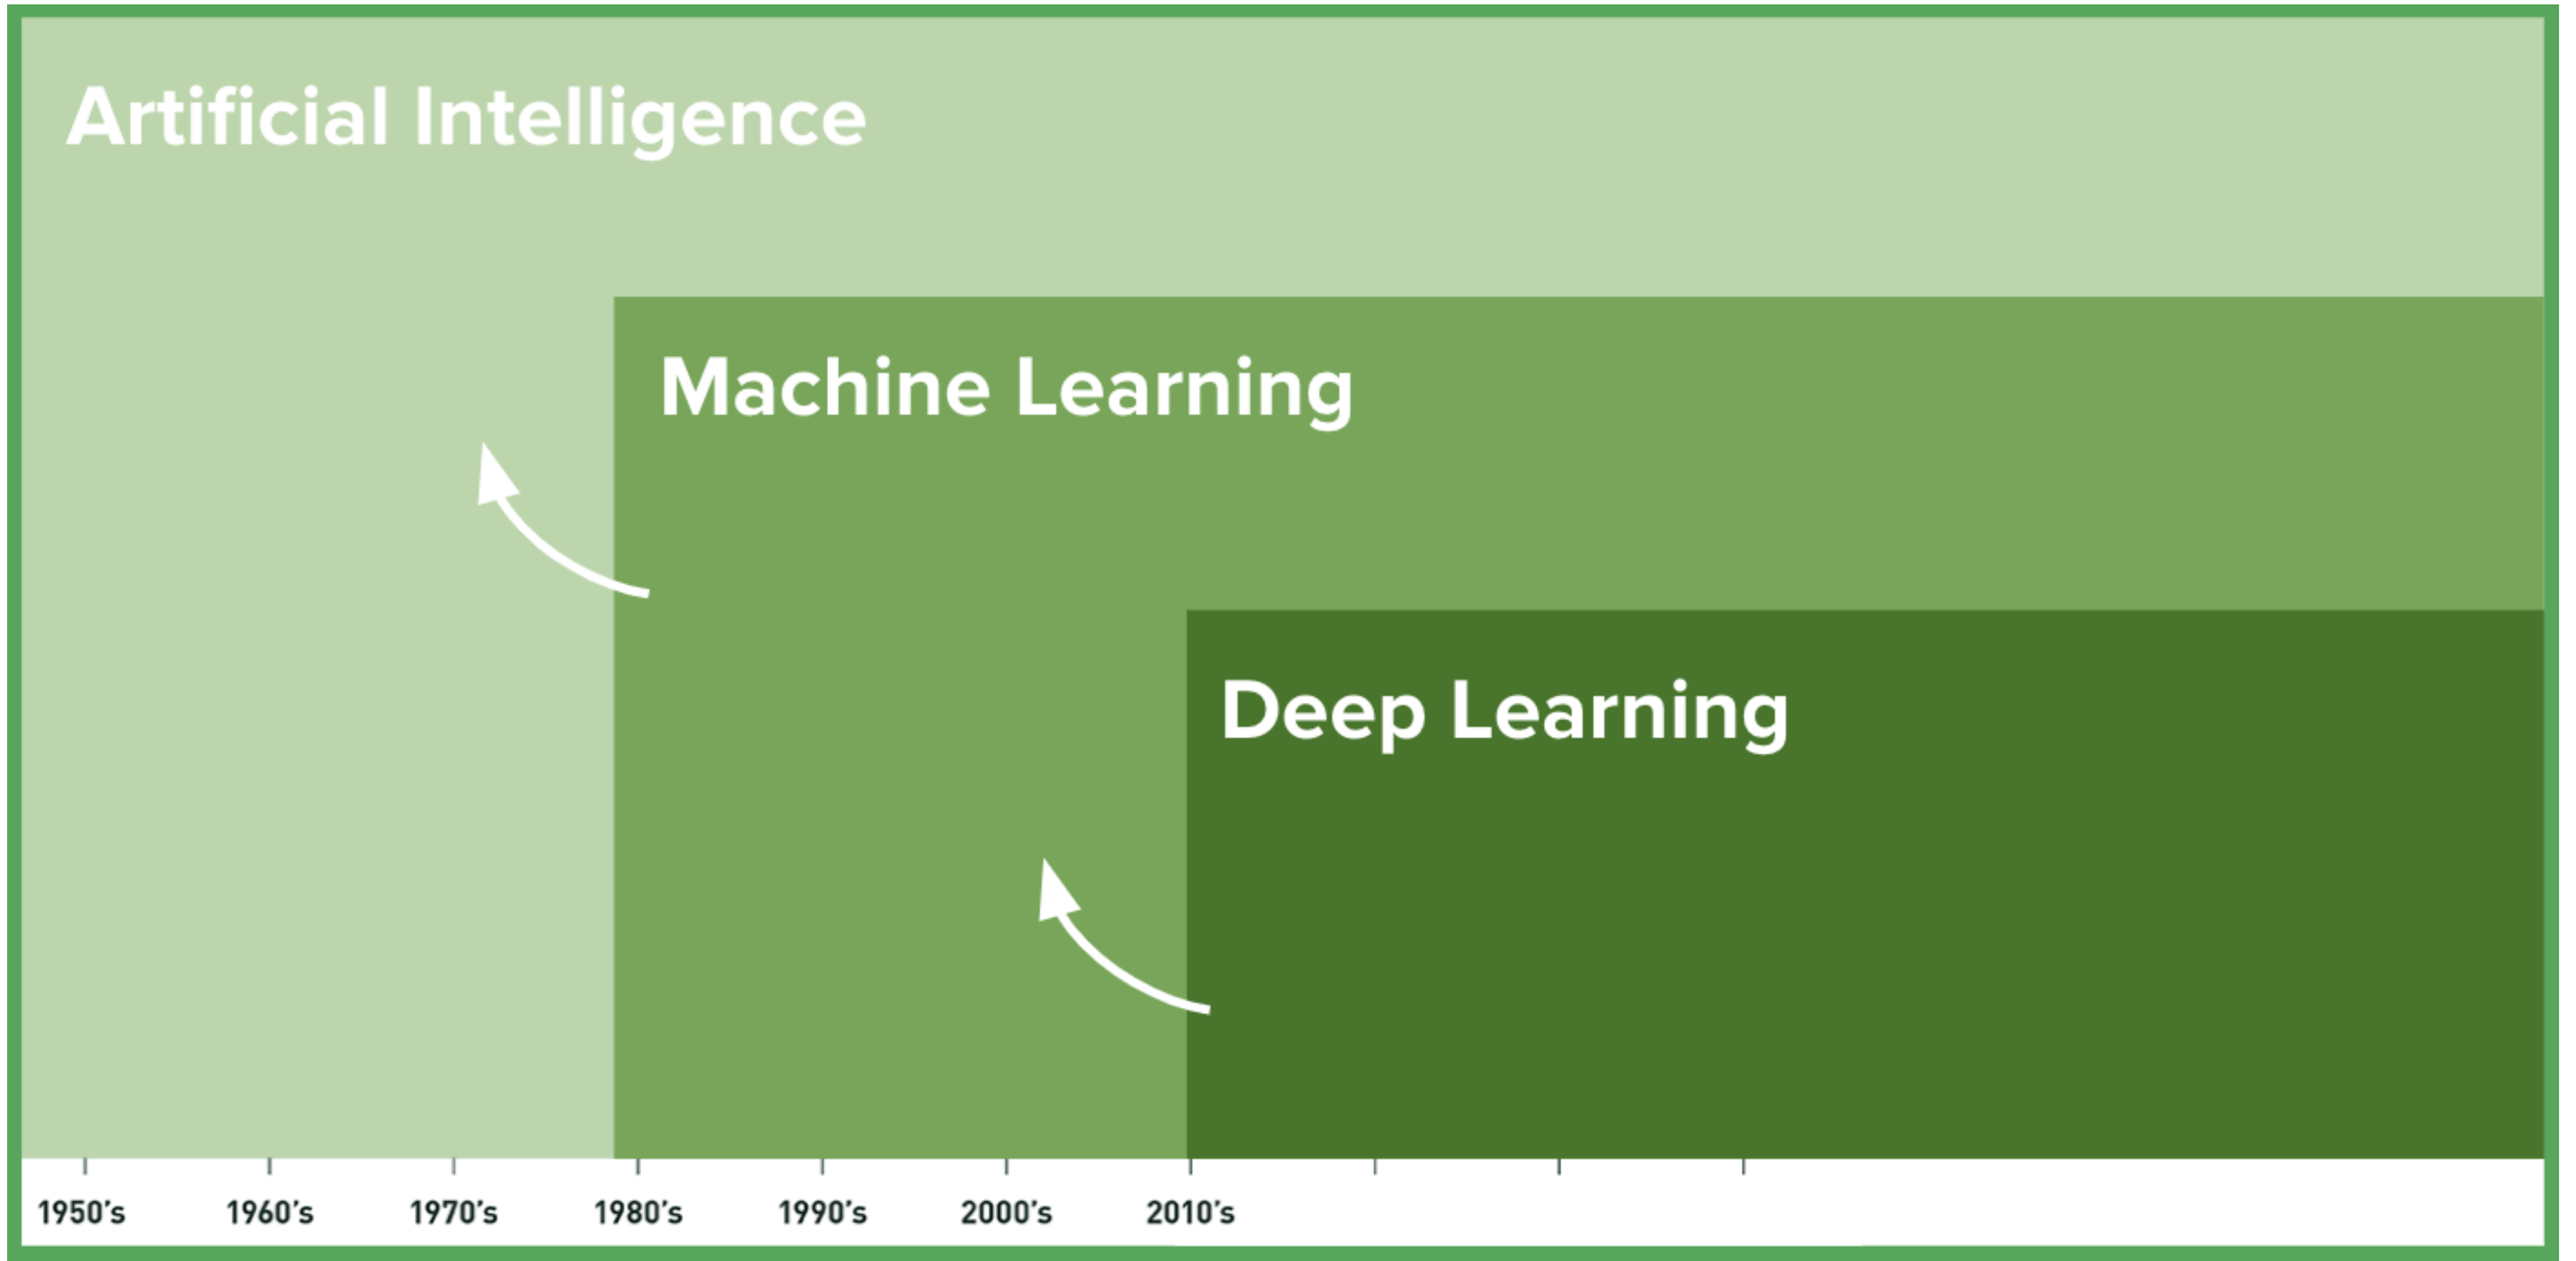 Artificial Intelligence
Machine Learning
Deep Learning
1950’s 1960’s 1970’s 1980’s 1990’s 2000’s 2010’s